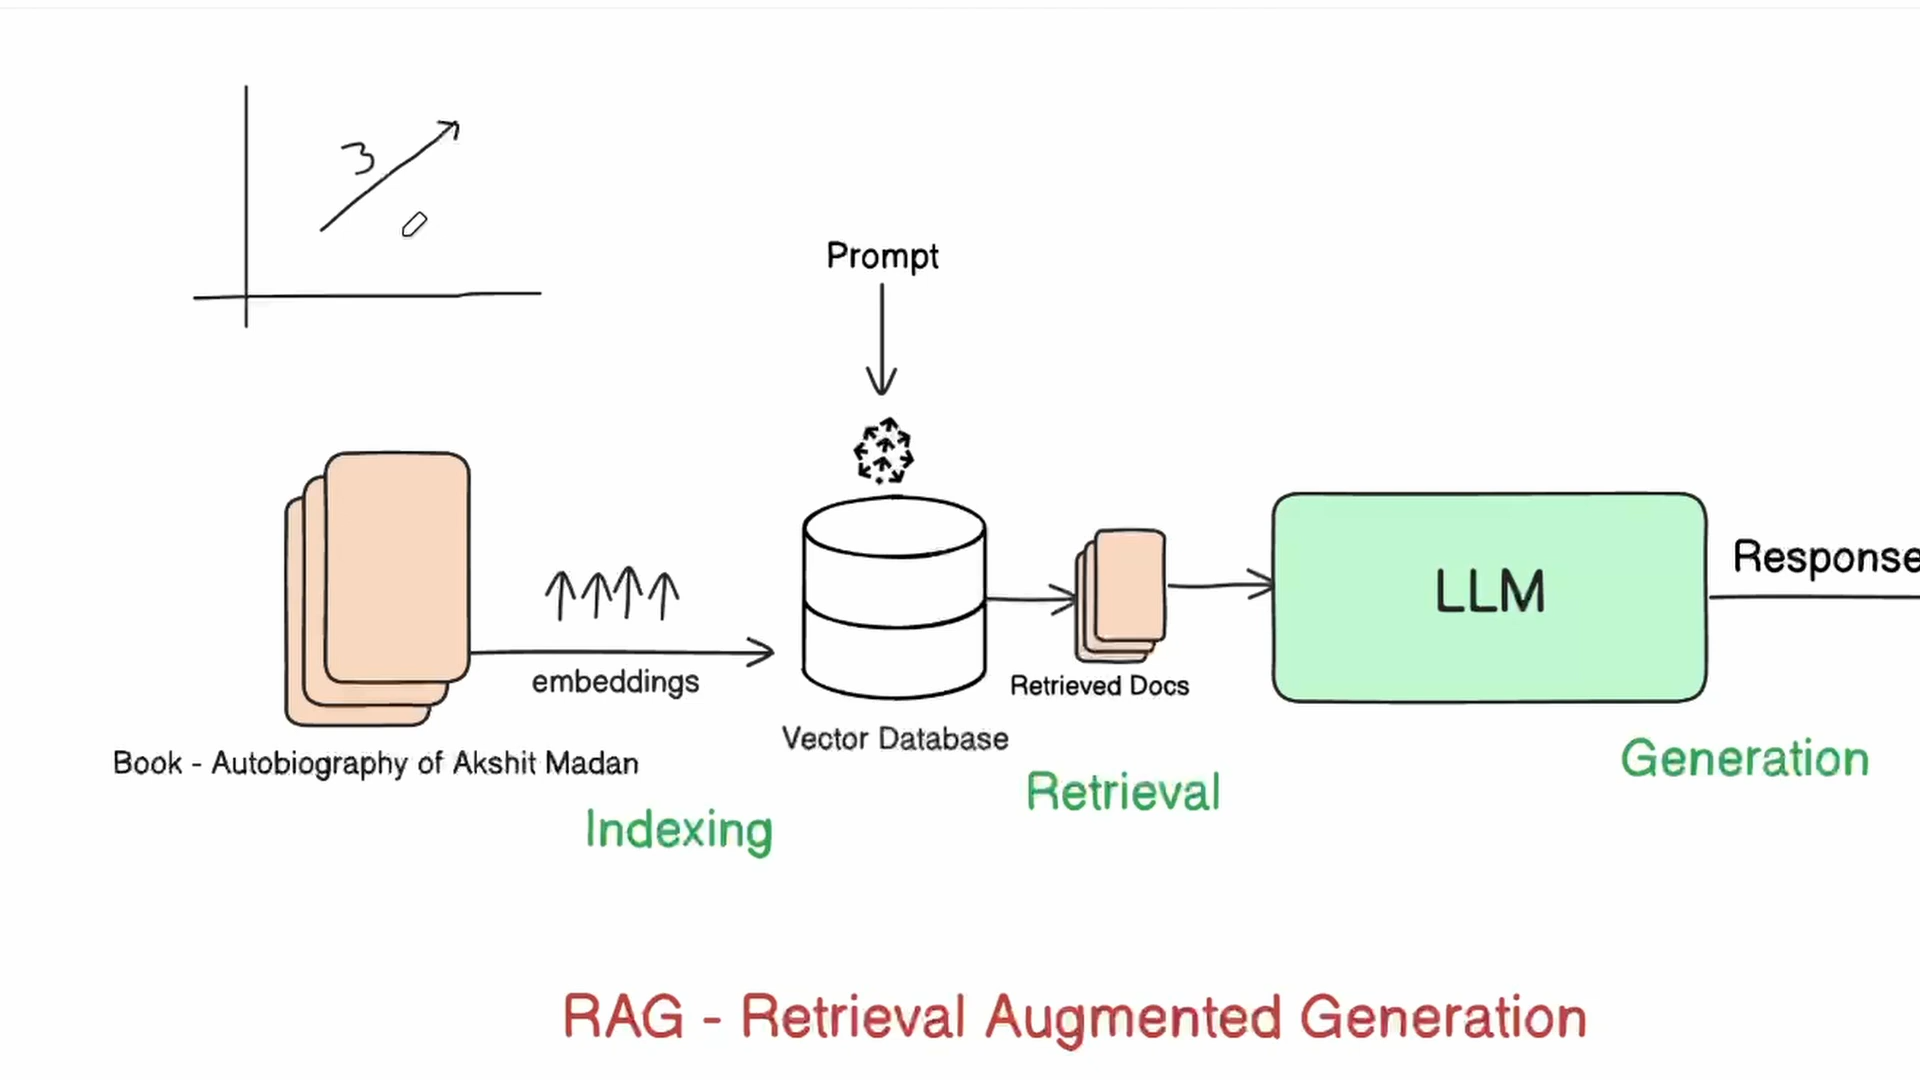 3
Prompt
LLM
Response
embeddings
Retrieved Docs
Vector Database
Book - Autobiography of Akshit Madan
Retrieval
Generation
Indexing
RAG - Retrieval Augmented Generation